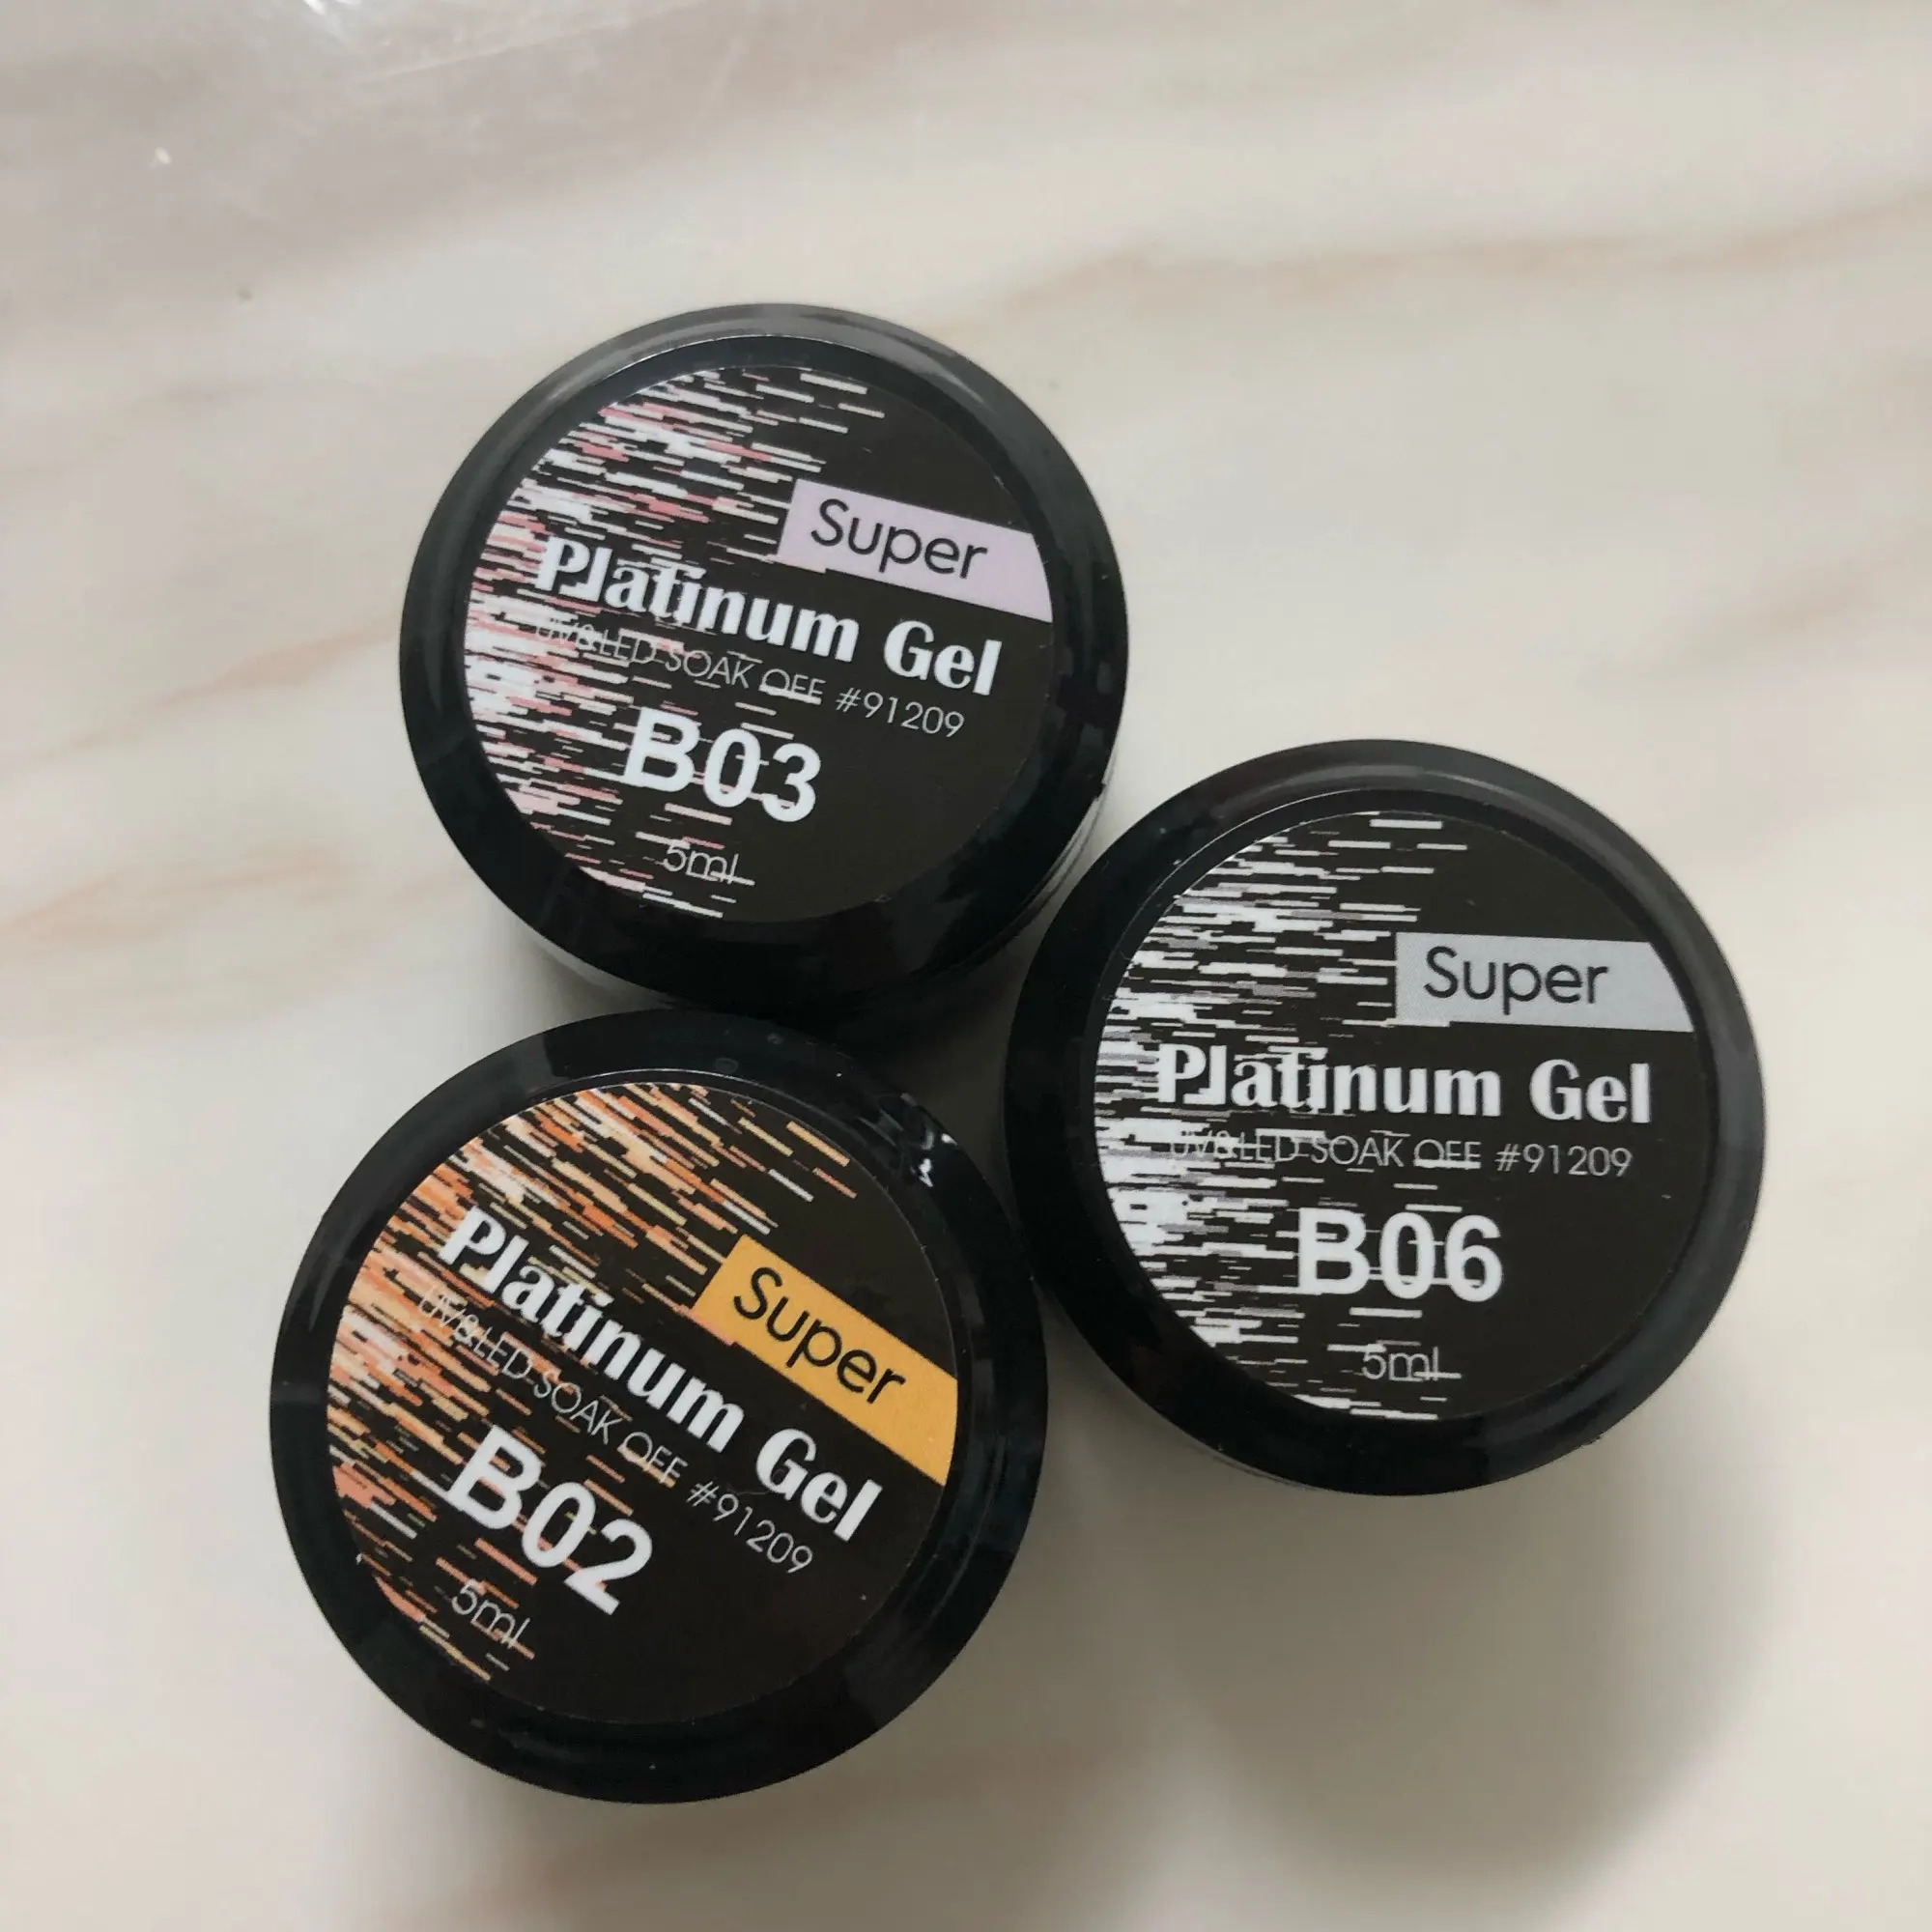 Super
Platinum Gel
UV&LED SOAK OFF #91209
B03
5ml
Super
Platinum Gel
UV&LED SOAK OFF #91209
B06
5ml
Super
Platinum Gel
UV&LED SOAK OFF #91209
B02
5ml